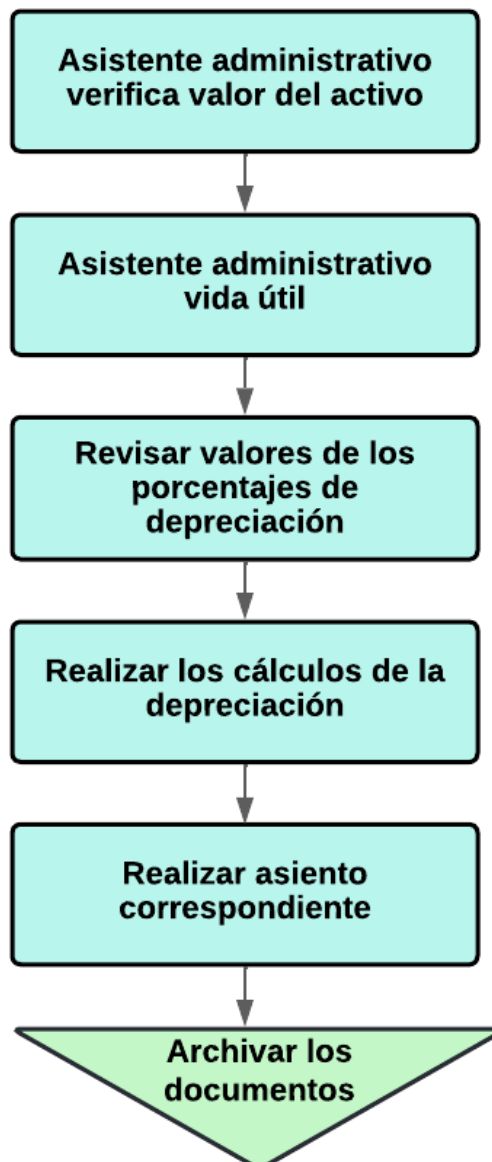 Asistente administrativo
verifica valor del activo
Asistente administrativo
vida útil
Revisar valores de los
porcentajes de
depreciación
Realizar los cálculos de la
depreciación
Realizar asiento
correspondiente
Archivar los
documentos